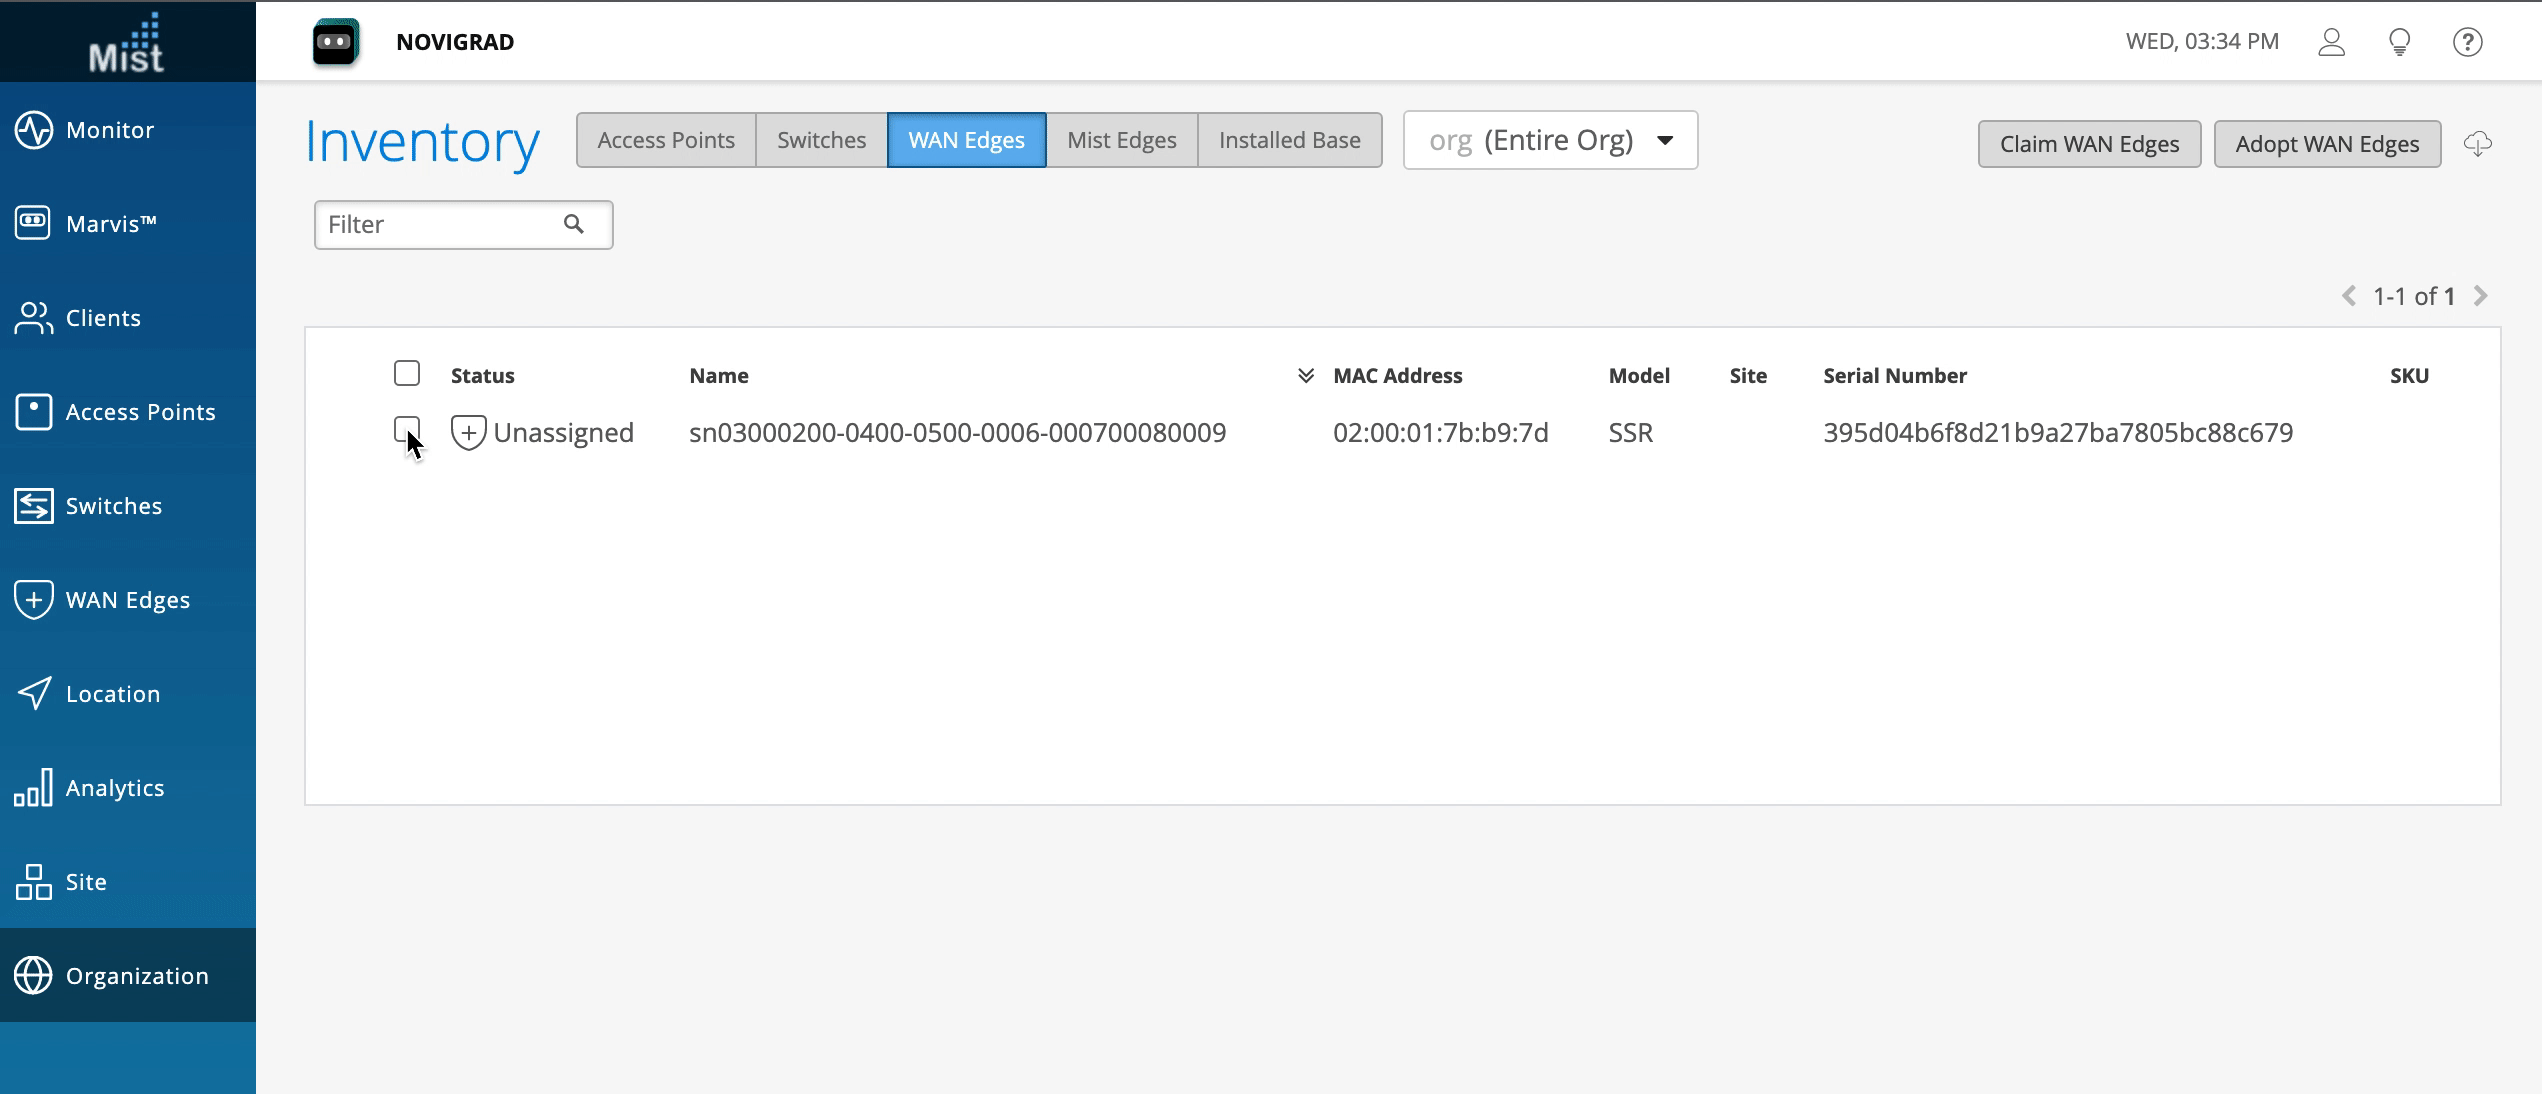 Mist
NOVIGRAD
WED, 03:34 PM
?
Monitor
Marvis™
Clients
Access Points
Switches
WAN Edges
Location
Analytics
Site
Organization
Inventory
Access Points
Switches
WAN Edges
Mist Edges
Installed Base
org (Entire Org)
Claim WAN Edges
Adopt WAN Edges
Filter
1-1 of 1
Status Name MAC Address Model Site Serial Number SKU
Unassigned sn03000200-0400-0500-0006-000700080009 02:00:01:7b:b9:7d SSR 395d04b6f8d21b9a27ba7805bc88c679